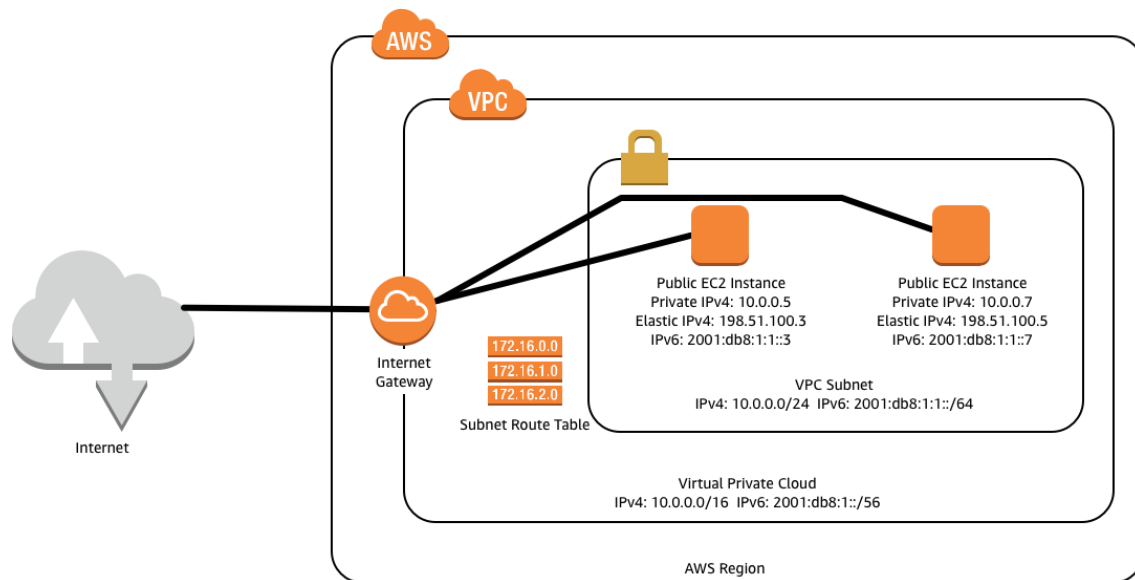 AWS
VPC
Public EC2 Instance
Private IPv4: 10.0.0.5
Elastic IPv4: 198.51.100.3
IPv6: 2001:db8:1:1::3
Public EC2 Instance
Private IPv4: 10.0.0.7
Elastic IPv4: 198.51.100.5
IPv6: 2001:db8:1:1::7
Internet
Gateway
172.16.0.0
172.16.1.0
172.16.2.0
Subnet Route Table
VPC Subnet
IPv4: 10.0.0.0/24 IPv6: 2001:db8:1:1::/64
Internet
Virtual Private Cloud
IPv4: 10.0.0.0/16 IPv6: 2001:db8:1::/56
AWS Region